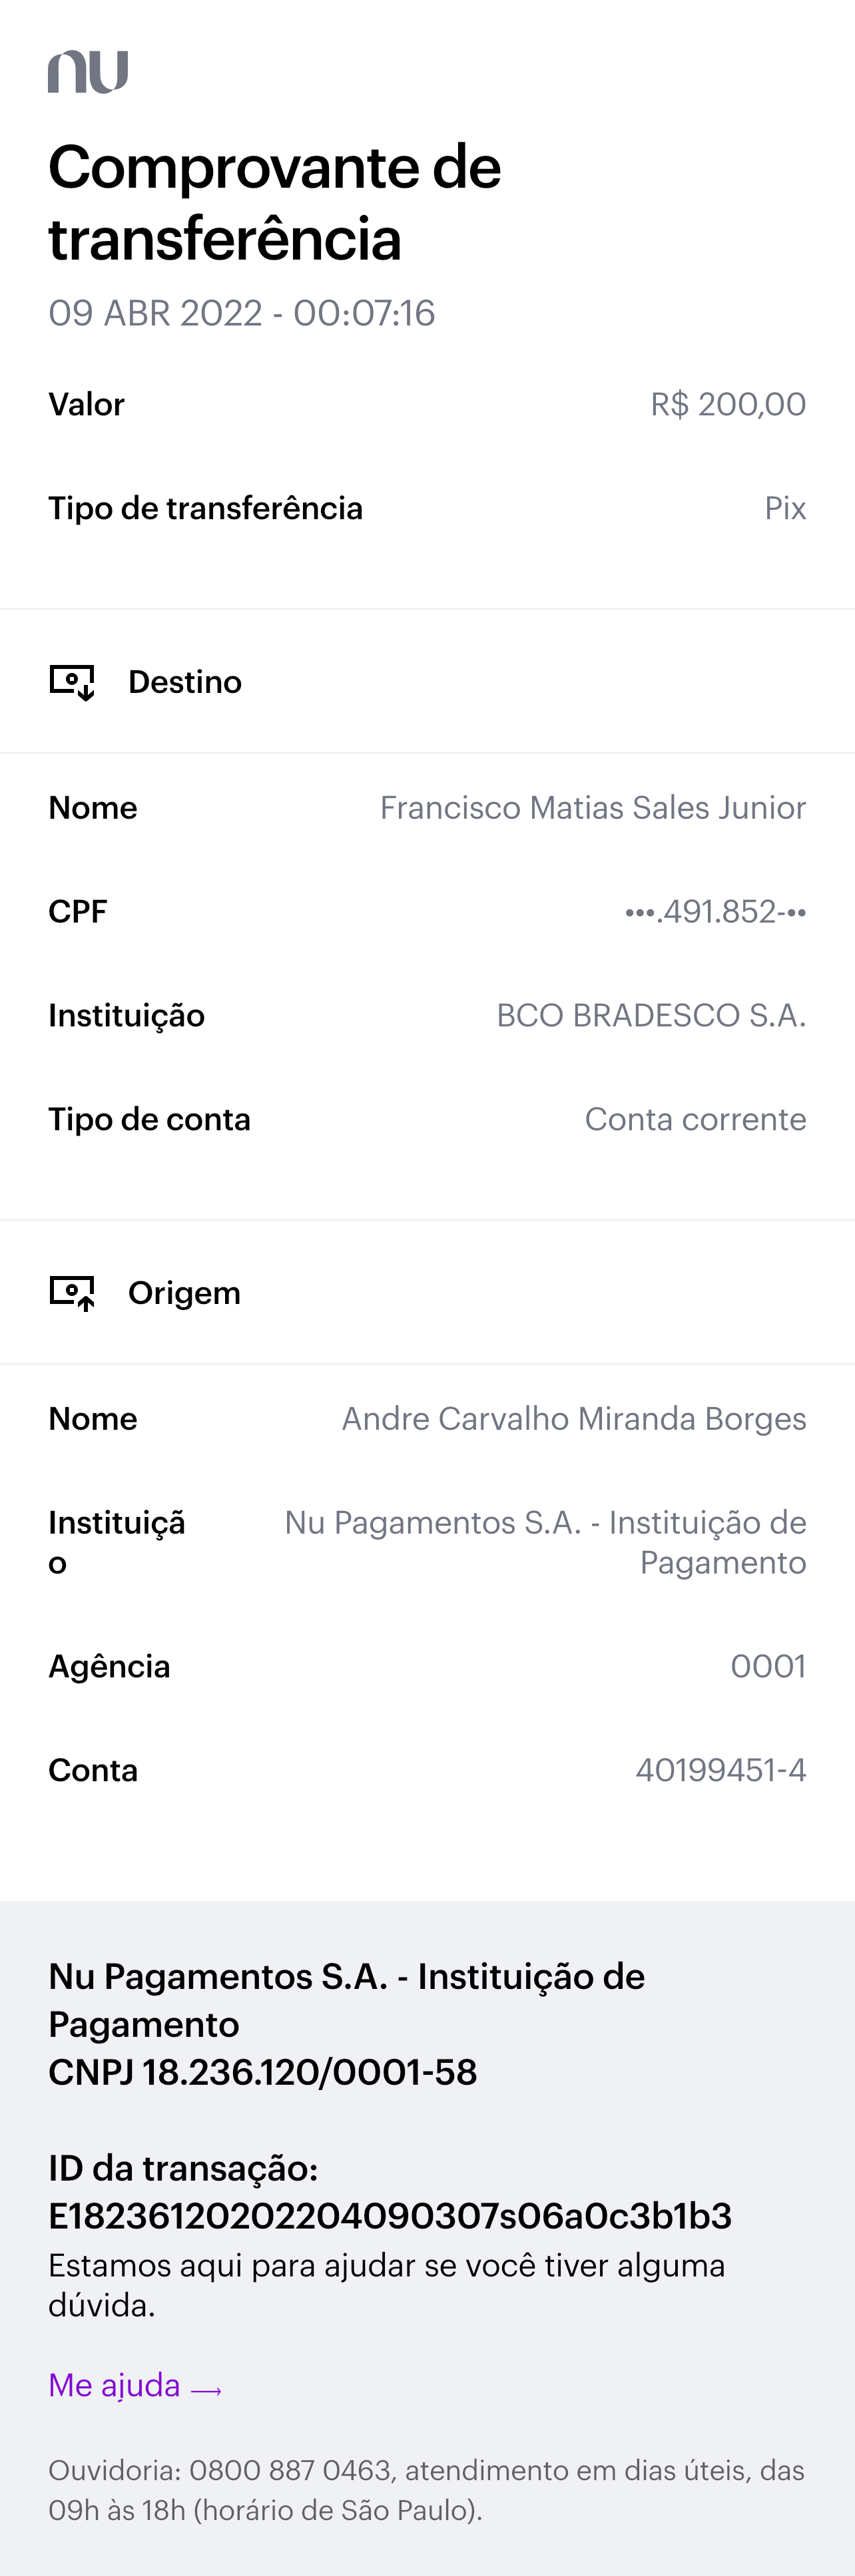 nu
Comprovante de
transferência
09 ABR 2022 - 00:07:16
Valor R$ 200,00
Tipo de transferência Pix
Destino
Nome Francisco Matias Sales Junior
CPF •••.491.852-••
Instituição BCO BRADESCO S.A.
Tipo de conta Conta corrente
Origem
Nome Andre Carvalho Miranda Borges
Instituiçã Nu Pagamentos S.A. - Instituição de
o Pagamento
Agência 0001
Conta 40199451-4
Nu Pagamentos S.A. - Instituição de
Pagamento
CNPJ 18.236.120/0001-58
ID da transação:
E18236120202204090307s06a0c3b1b3
Estamos aqui para ajudar se você tiver alguma
dúvida.
Me ajuda →
Ouvidoria: 0800 887 0463, atendimento em dias úteis, das
09h às 18h (horário de São Paulo).